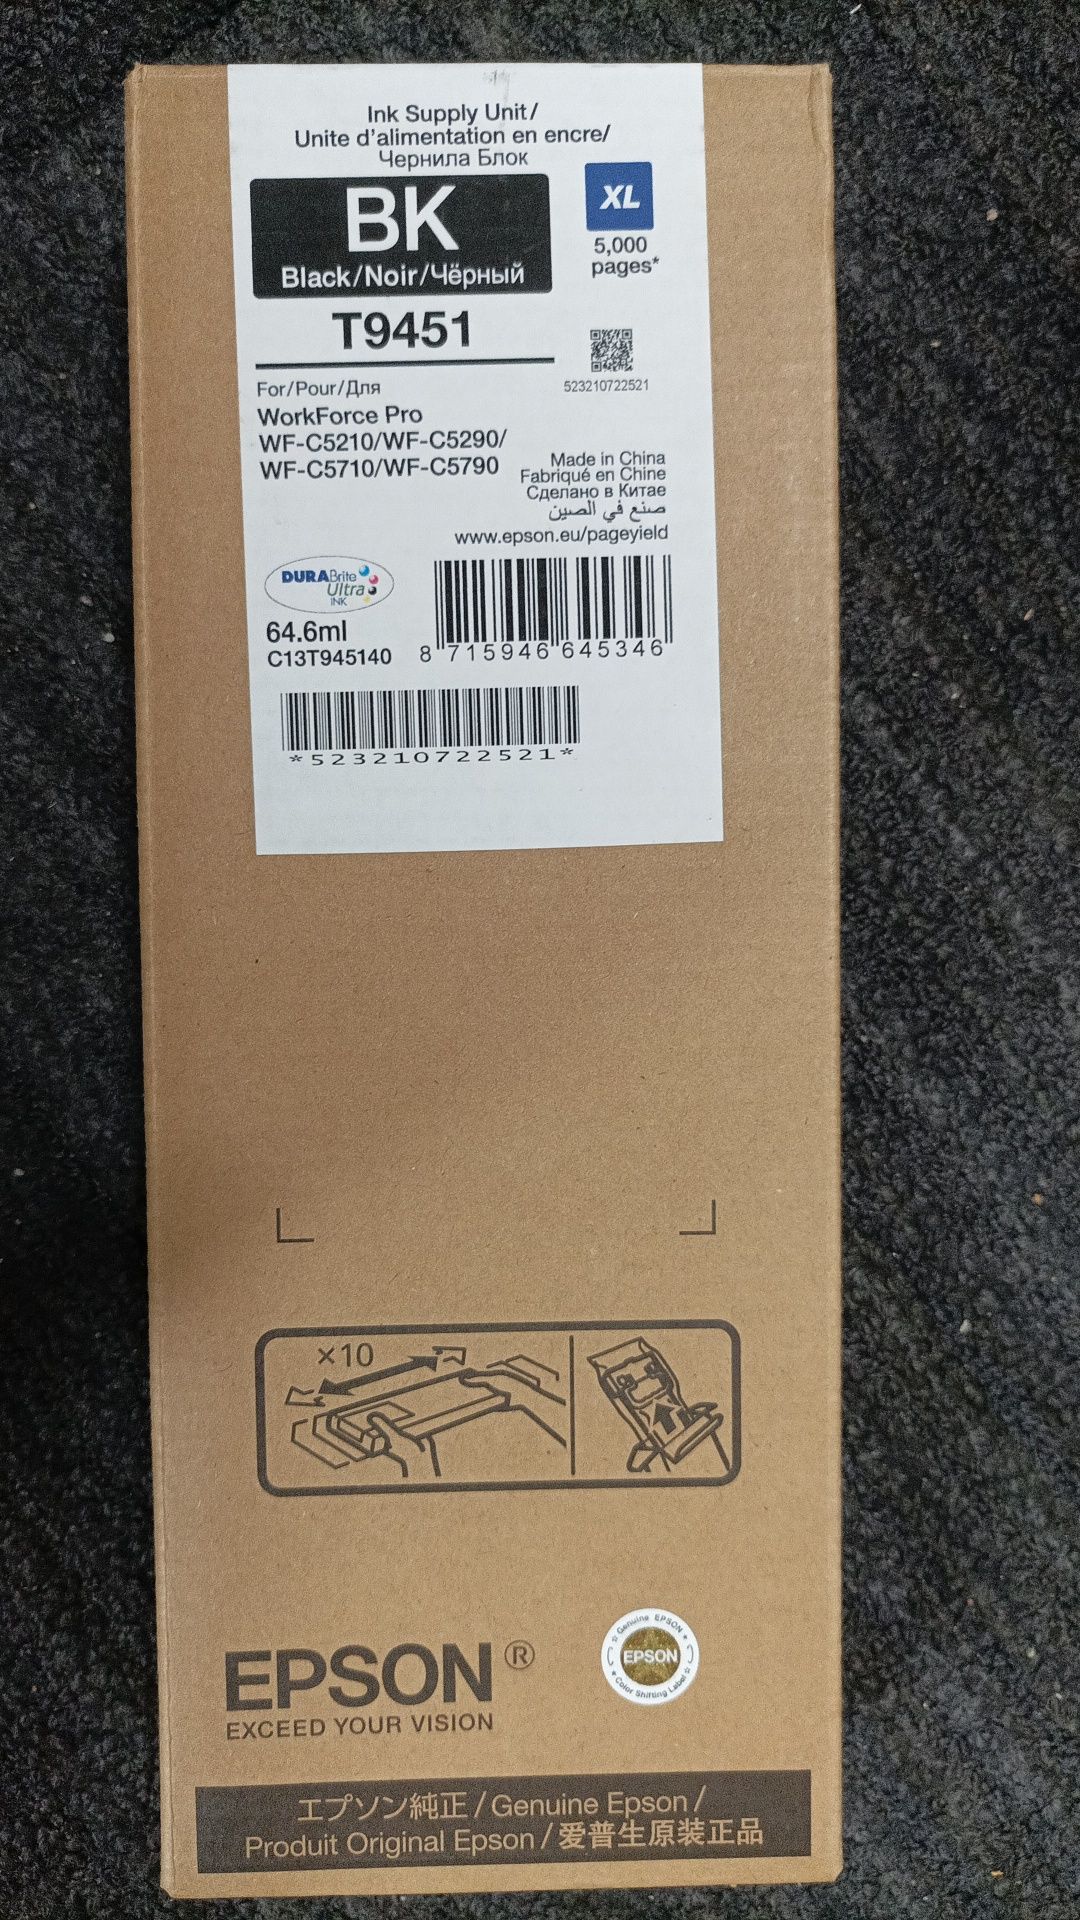 Ink Supply Unit/
Unite d'alimentation en encre/
Чернила Блок
BK
Black/Noir/Чёрный
XL
5,000
pages*
T9451
523210722521
For/Pour/Для
WorkForce Pro
WF-C5210/WF-C5290/
WF-C5710/WF-C5790
Made in China
Fabriqué en Chine
Сделано в Китае
صنع في الصين
www.epson.eu/pageyield
DURABrite
Ultra
INK
64.6ml
C13T945140
8 715946 645346
*523210722521*
×10
EPSON®
EXCEED YOUR VISION
Genuine EPSON
EPSON
Color Shifting Label
エプソン純正/Genuine Epson/
Produit Original Epson/爱普生原装正品